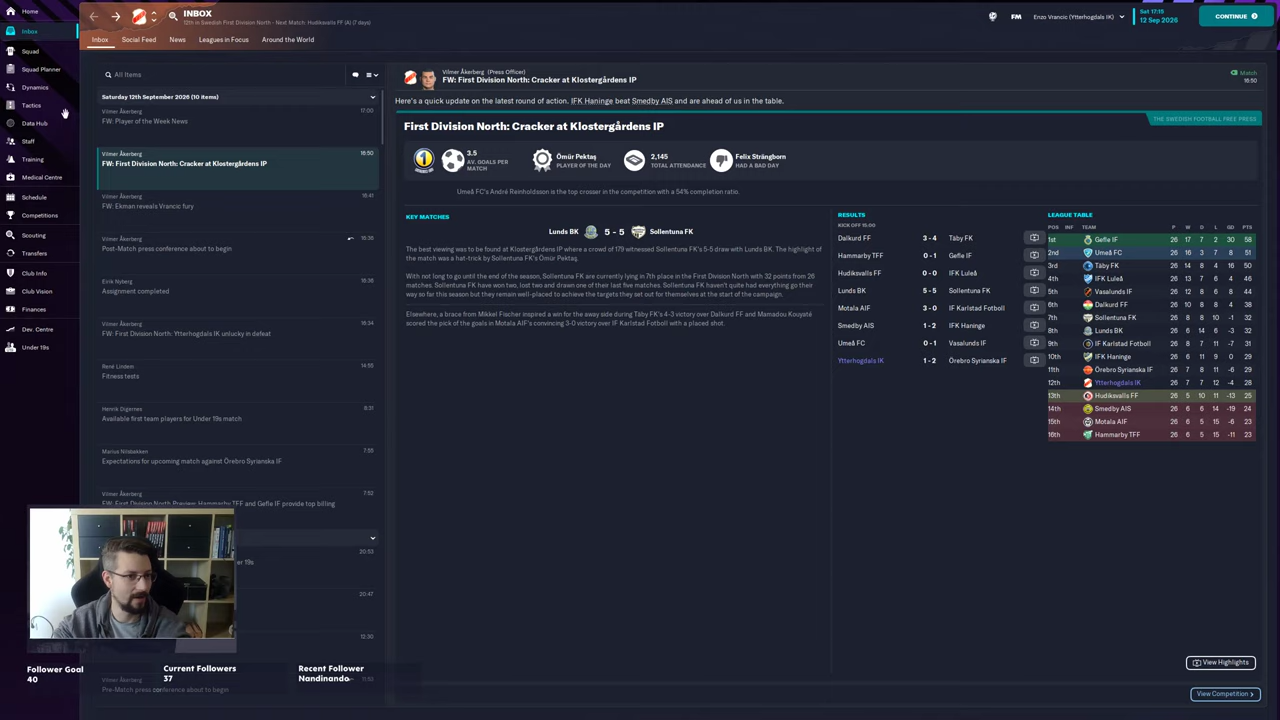 Home
Inbox
Squad
Squad Planner
Dynamics
Tactics
Data Hub
Staff
Training
Medical Centre
Schedule
Competitions
Scouting
Transfers
Club Info
Club Vision
Finances
Dev. Centre
Under 19s
INBOX
12th in Swedish First Division North - Next Match: Hudiksvalls FF (A) (7 days)
FM Enzo Vrancic (Ytterhogdals IK)
Sat 17:15
12 Sep 2026
CONTINUE
Inbox Social Feed News Leagues in Focus Around the World
All Items
Saturday 12th September 2026 (10 Items)
Vilmer Åkerberg 17:00
FW: Player of the Week News
Vilmer Åkerberg 16:50
FW: First Division North: Cracker at Klostergårdens IP
Vilmer Åkerberg 16:41
FW: Ekman reveals Vrancic fury
Vilmer Åkerberg 16:36
Post-Match press conference about to begin
Eirik Nyberg
Assignment completed
Vilmer Åkerberg 16:34
FW: First Division North: Ytterhogdals IK unlucky in defeat
René Lindem 14:55
Fitness tests
Henrik Digernes 8:31
Available first team players for Under 19s match
Marius Nilsbakken 7:55
Expectations for upcoming match against Örebro Syrianska IF
Vilmer Åkerberg 7:52
FW: First Division North Preview: Hammarby TFF and Gefle IF provide top billing
20:53
er 19s
20:47
12:30
Vilmer Åkerberg 11:53
Pre-Match press conference about to begin
Vilmer Åkerberg (Press Officer)
FW: First Division North: Cracker at Klostergårdens IP
Match
16:50
Here's a quick update on the latest round of action. IFK Haninge beat Smedby AIS and are ahead of us in the table.
First Division North: Cracker at Klostergårdens IP
THE SWEDISH FOOTBALL FREE PRESS
1
3.5
AV. GOALS PER MATCH
Ömür Pektaş
PLAYER OF THE DAY
2,145
TOTAL ATTENDANCE
Felix Strängborn
HAD A BAD DAY
Umeå FC's André Reinholdsson is the top crosser in the competition with a 54% completion ratio.
KEY MATCHES
Lunds BK 5 - 5 Sollentuna FK
The best viewing was to be found at Klostergårdens IP where a crowd of 179 witnessed Sollentuna FK's 5-5 draw with Lunds BK. The highlight of the match was a hat-trick by Sollentuna FK's Ömür Pektaş.
With not long to go until the end of the season, Sollentuna FK are currently lying in 7th place in the First Division North with 32 points from 26 matches. Sollentuna FK have won two, lost two and drawn one of their last five matches. Sollentuna FK haven't quite had everything go their way so far this season but they remain well-placed to achieve the targets they set out for themselves at the start of the campaign.
Elsewhere, a brace from Mikkel Fischer inspired a win for the away side during Täby FK's 4-3 victory over Dalkurd FF and Mamadou Kouyaté scored the pick of the goals in Motala AIF's convincing 3-0 victory over IF Karlstad Fotboll with a placed shot.
RESULTS
KICK OFF 15:00
Dalkurd FF 3 - 4 Täby FK
Hammarby TFF 0 - 1 Gefle IF
Hudiksvalls FF 0 - 0 IFK Luleå
Lunds BK 5 - 5 Sollentuna FK
Motala AIF 3 - 0 IF Karlstad Fotboll
Smedby AIS 1 - 2 IFK Haninge
Umeå FC 0 - 1 Vasalunds IF
Ytterhogdals IK 1 - 2 Örebro Syrianska IF
LEAGUE TABLE
POS INF TEAM P W D L GD PTS
1st Gefle IF 26 17 7 2 30 58
2nd Umeå FC 26 16 3 7 8 51
3rd Täby FK 26 14 8 4 16 50
4th IFK Luleå 26 13 7 6 4 46
5th Vasalunds IF 26 12 8 6 8 44
6th Dalkurd FF 26 10 8 8 4 38
7th Sollentuna FK 26 8 8 10 -1 32
8th Lunds BK 26 6 14 6 -3 32
9th IF Karlstad Fotboll 26 8 7 11 -7 31
10th IFK Haninge 26 6 11 9 0 29
11th Örebro Syrianska IF 26 7 8 11 -6 29
12th Ytterhogdals IK 26 7 7 12 -4 28
13th Hudiksvalls FF 26 5 10 11 -13 25
14th Smedby AIS 26 6 6 14 -19 24
15th Motala AIF 26 6 5 15 -6 23
16th Hammarby TFF 26 6 5 15 -11 23
View Highlights
View Competition
Follower Goal
40
Current Followers
37
Recent Follower
Nandinando